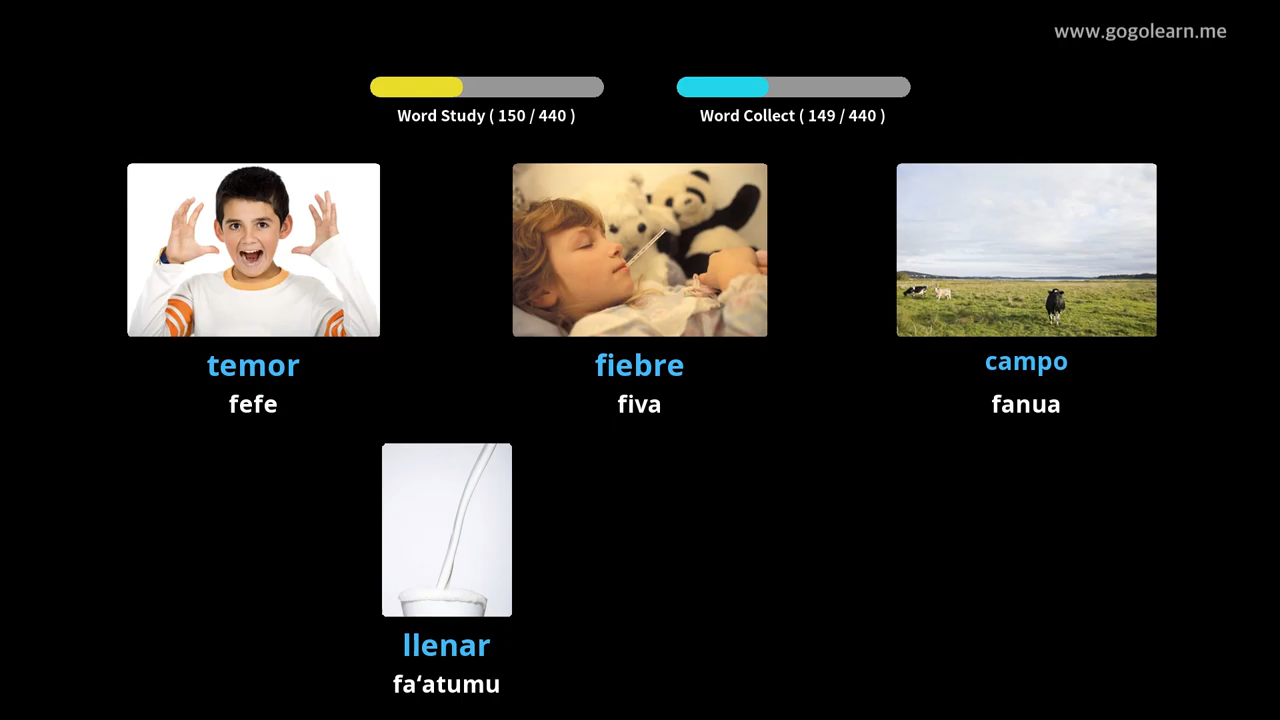 www.gogolearn.me
Word Study ( 150 / 440 )
Word Collect ( 149 / 440 )
temor
fefe
fiebre
fiva
campo
fanua
llenar
fa‘atumu